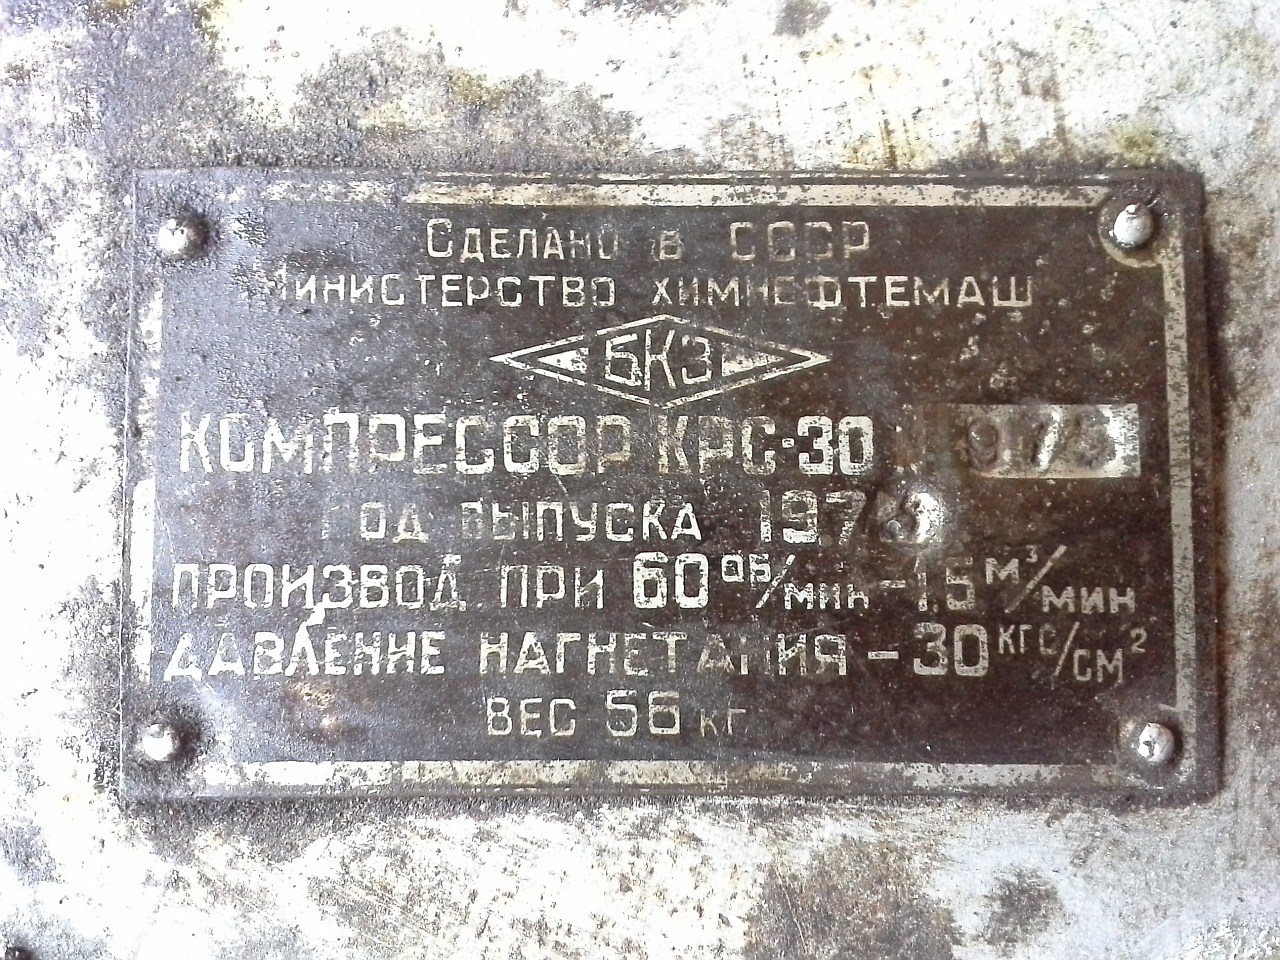 Сделано в СССР
Министерство химнефтемаш
БКЗ
Компрессор КРС-30
год выпуска
производ при 60 об/мин - 1.5 м³/мин
Давление нагнетания - 30 кгс/см²
Вес 56 кг